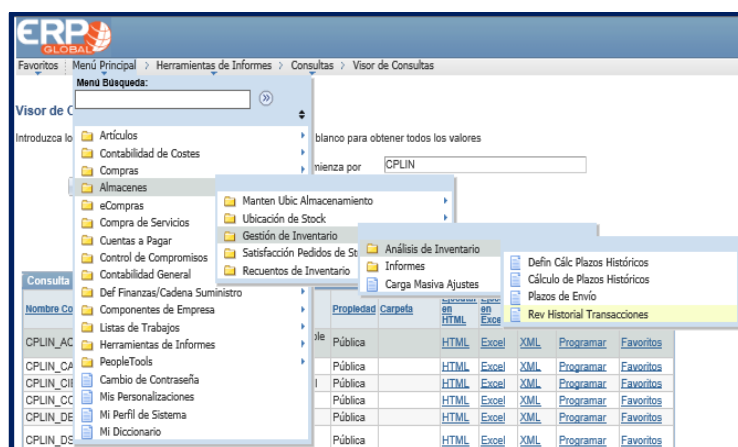 ERP
GLOBAL
Favoritos Menú Principal > Herramientas de Informes > Consultas > Visor de Consultas
Menú Búsqueda:
Visor de C
Introduzca lo blanco para obtener todos los valores
mienza por CPLIN
Artículos
Contabilidad de Costes
Compras
Almacenes
eCompras
Compra de Servicios
Cuentas a Pagar
Control de Compromisos
Contabilidad General
Def Finanzas/Cadena Suministro
Componentes de Empresa
Listas de Trabajos
Herramientas de Informes
PeopleTools
Cambio de Contraseña
Mis Personalizaciones
Mi Perfil de Sistema
Mi Diccionario
Manten Ubic Almacenamiento
Ubicación de Stock
Gestión de Inventario
Satisfacción Pedidos de St
Recuentos de Inventario
Análisis de Inventario
Informes
Carga Masiva Ajustes
Defin Cálc Plazos Históricos
Cálculo de Plazos Históricos
Plazos de Envío
Rev Historial Transacciones
Consulta
Nombre Co Propiedad Carpeta en HTML en Exce
CPLIN_AC ble Pública HTML Excel XML Programar Favoritos
CPLIN_CA Pública HTML Excel XML Programar Favoritos
CPLIN_CIE l Pública HTML Excel XML Programar Favoritos
CPLIN_CC Pública HTML Excel XML Programar Favoritos
CPLIN_DE Pública HTML Excel XML Programar Favoritos
CPLIN_DS Pública HTML Excel XML Programar Favoritos